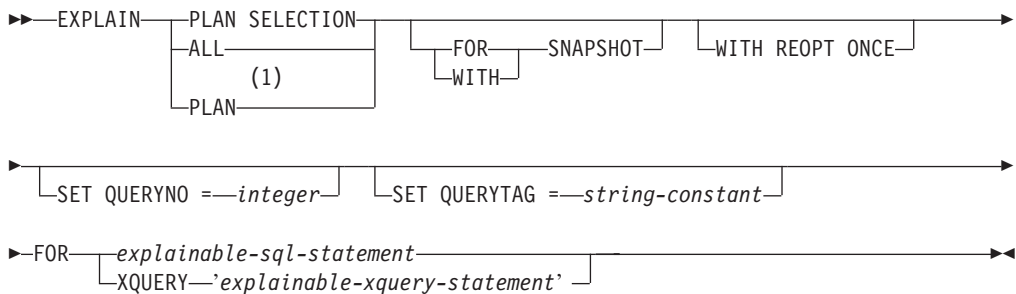 EXPLAIN PLAN SELECTION
ALL FOR SNAPSHOT WITH REOPT ONCE
(1) WITH
PLAN
SET QUERYNO = integer SET QUERYTAG = string-constant
FOR explainable-sql-statement
XQUERY 'explainable-xquery-statement'